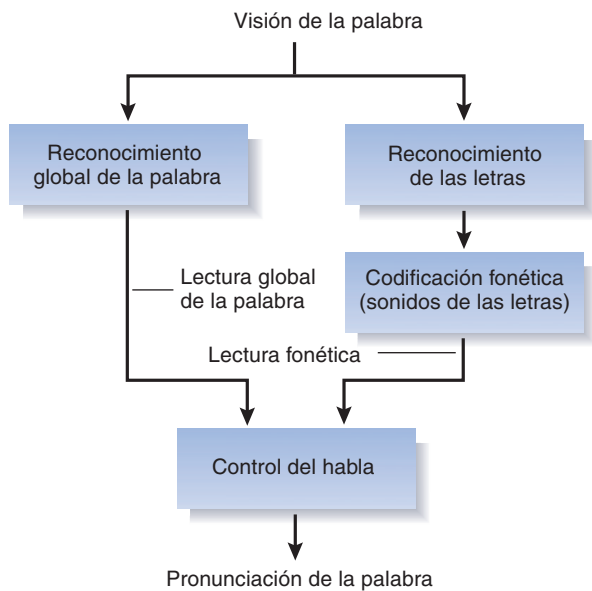 Visión de la palabra
Reconocimiento
global de la palabra
Reconocimiento
de las letras
Lectura global
de la palabra
Codificación fonética
(sonidos de las letras)
Lectura fonética
Control del habla
Pronunciación de la palabra